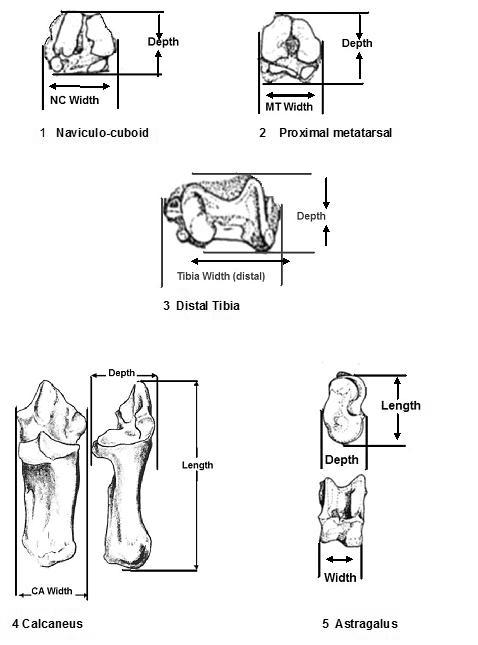 Depth
NC Width
1 Naviculo-cuboid
Depth
MT Width
2 Proximal metatarsal
Depth
Tibia Width (distal)
3 Distal Tibia
Depth
Length
CA Width
4 Calcaneus
Length
Depth
Width
5 Astragalus